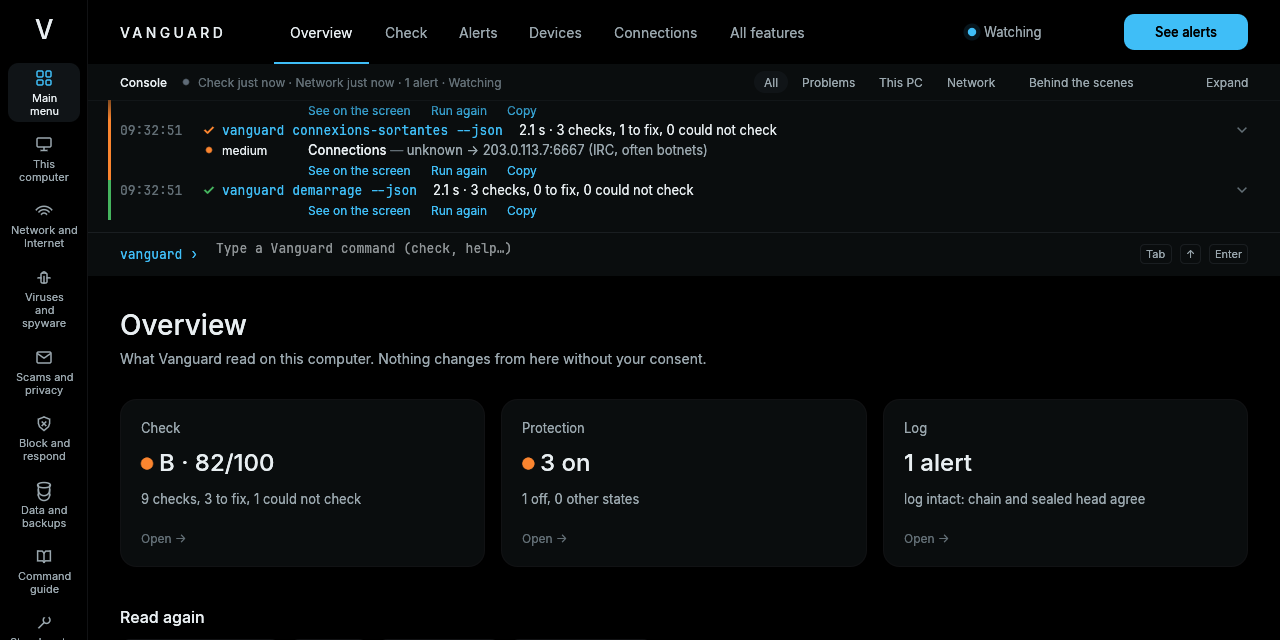 V
VANGUARD
Overview
Check
Alerts
Devices
Connections
All features
Watching
See alerts
Main
menu
This
computer
Network and
Internet
Viruses
and
spyware
Scams and
privacy
Block and
respond
Data and
backups
Command
guide
Console
Check just now · Network just now · 1 alert · Watching
All
Problems
This PC
Network
Behind the scenes
Expand
See on the screen Run again Copy
09:32:51 vanguard connexions-sortantes --json 2.1 s · 3 checks, 1 to fix, 0 could not check
medium Connections — unknown → 203.0.113.7:6667 (IRC, often botnets)
See on the screen Run again Copy
09:32:51 vanguard demarrage --json 2.1 s · 3 checks, 0 to fix, 0 could not check
See on the screen Run again Copy
vanguard › Type a Vanguard command (check, help…)
Tab ↑ Enter
Overview
What Vanguard read on this computer. Nothing changes from here without your consent.
Check
B · 82/100
9 checks, 3 to fix, 1 could not check
Open →
Protection
3 on
1 off, 0 other states
Open →
Log
1 alert
log intact: chain and sealed head agree
Open →
Read again